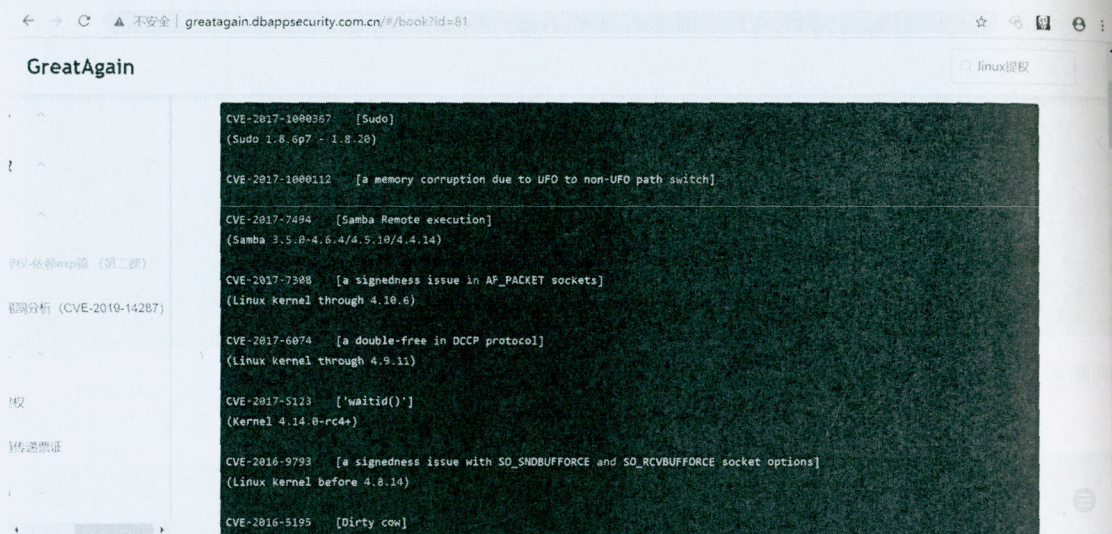 不安全 | greatagain.dbappsecurity.com.cn/#/book?id=81
GreatAgain
linux提权
CVE-2017-1000367 [Sudo]
(Sudo 1.8.6p7 - 1.8.20)
CVE-2017-1000112 [a memory corruption due to UFO to non-UFO path switch]
CVE-2017-7494 [Samba Remote execution]
(Samba 3.5.0-4.6.4/4.5.10/4.4.14)
CVE-2017-7308 [a signedness issue in AF_PACKET sockets]
(Linux kernel through 4.10.6)
CVE-2017-6074 [a double-free in DCCP protocol]
(Linux kernel through 4.9.11)
CVE-2017-5123 ['waitid()']
(Kernel 4.14.0-rc4+)
CVE-2016-9793 [a signedness issue with SO_SNDBUFFORCE and SO_RCVBUFFORCE socket options]
(Linux kernel before 4.8.14)
CVE-2016-5195 [Dirty cow]
权-依赖exp篇 (第二课)
洞分析 (CVE-2019-14287)
权
传递票证